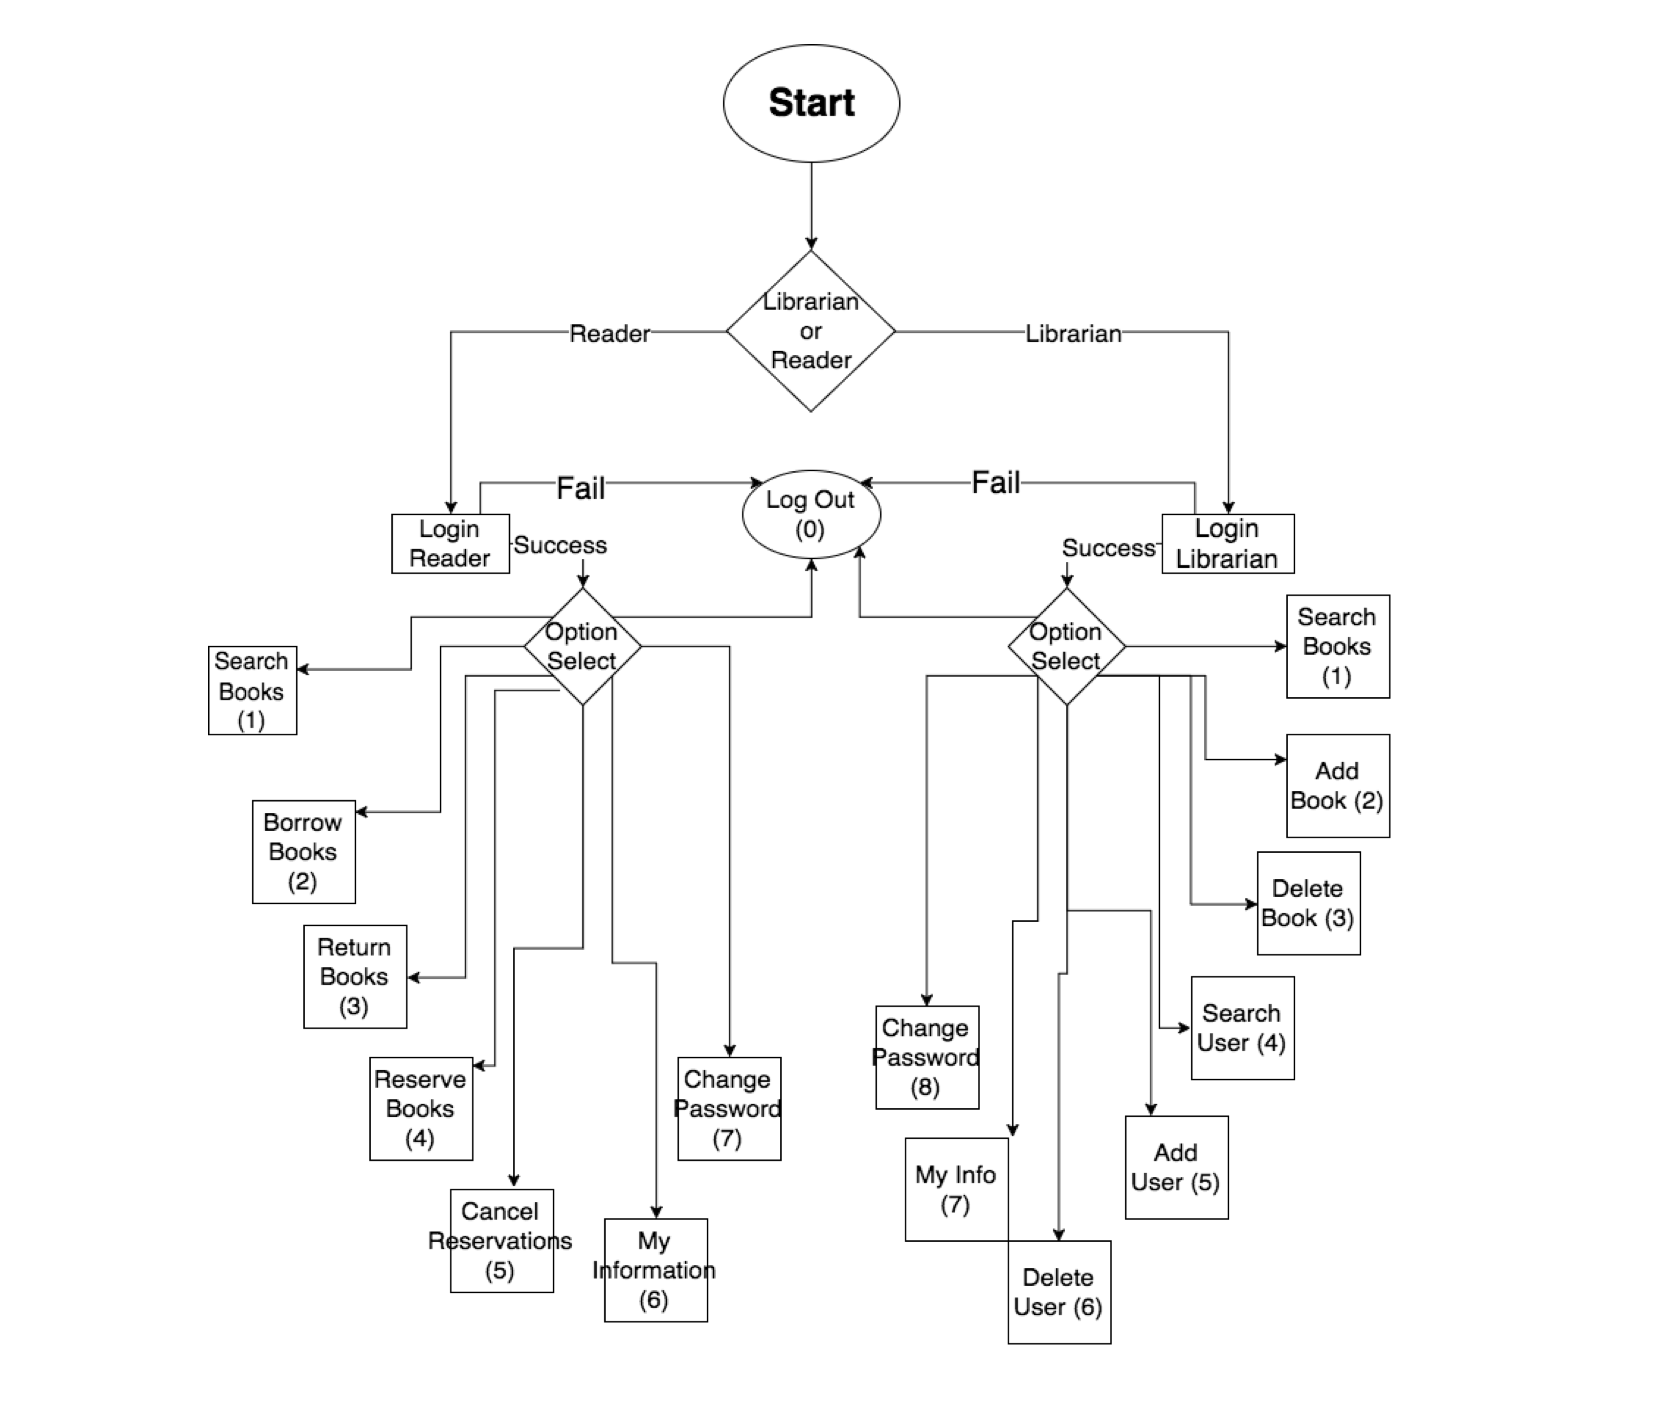 Start
Librarian
or
Reader
Reader
Librarian
Fail
Log Out
(0)
Fail
Login
Reader
Success
Login
Librarian
Success
Option
Select
Search
Books
(1)
Borrow
Books
(2)
Return
Books
(3)
Reserve
Books
(4)
Cancel
Reservations
(5)
My
Information
(6)
Change
Password
(7)
Option
Select
Search
Books
(1)
Add
Book (2)
Delete
Book (3)
Search
User (4)
Add
User (5)
Delete
User (6)
My Info
(7)
Change
Password
(8)